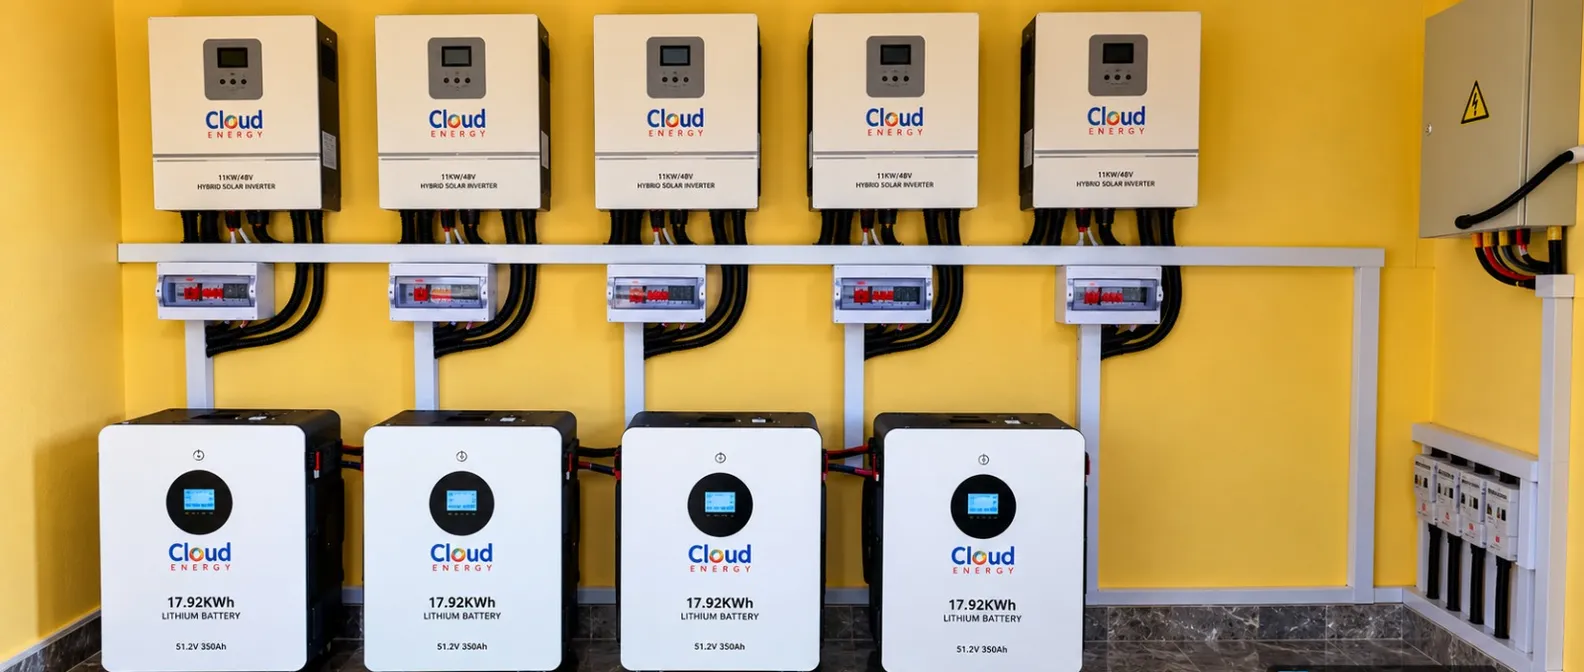 Cloud
ENERGY
11KW/48V
HYBRID SOLAR INVERTER
Cloud
ENERGY
11KW/48V
HYBRID SOLAR INVERTER
Cloud
ENERGY
11KW/48V
HYBRID SOLAR INVERTER
Cloud
ENERGY
11KW/48V
HYBRID SOLAR INVERTER
Cloud
ENERGY
11KW/48V
HYBRID SOLAR INVERTER
Cloud
ENERGY
17.92KWh
LITHIUM BATTERY
51.2V 350Ah
Cloud
ENERGY
17.92KWh
LITHIUM BATTERY
51.2V 350Ah
Cloud
ENERGY
17.92KWh
LITHIUM BATTERY
51.2V 350Ah
Cloud
ENERGY
17.92KWh
LITHIUM BATTERY
51.2V 350Ah